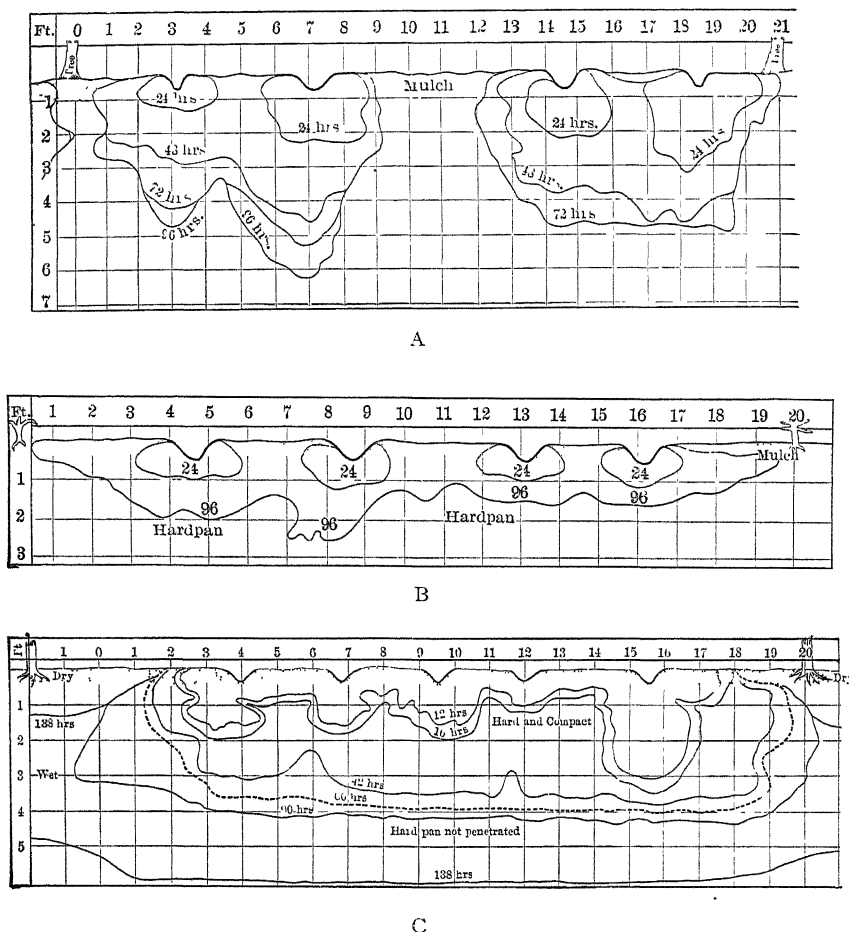 Ft. 0 1 2 3 4 5 6 7 8 9 10 11 12 13 14 15 16 17 18 19 20 21
Tree
Tree
Mulch
1
24 hrs
24 hrs.
24 hrs.
24 hrs
2
48 hrs
3
48 hrs.
72 hrs
4
96 hrs.
96 hr.
72 hrs
5
6
7
A
Ft. 1 2 3 4 5 6 7 8 9 10 11 12 13 14 15 16 17 18 19 20
Mulch
24
24
24
24
1
96
96
96
2
96
Hardpan
Hardpan
3
B
Ft 1 0 1 2 3 4 5 6 7 8 9 10 11 12 13 14 15 16 17 18 19 20
Dry
Dry
1
12 hrs
138 hrs
Hard and Compact
16 hrs
2
Wet
3
42 hrs
60 hrs
90 hrs
4
Hard pan not penetrated
5
138 hrs
C